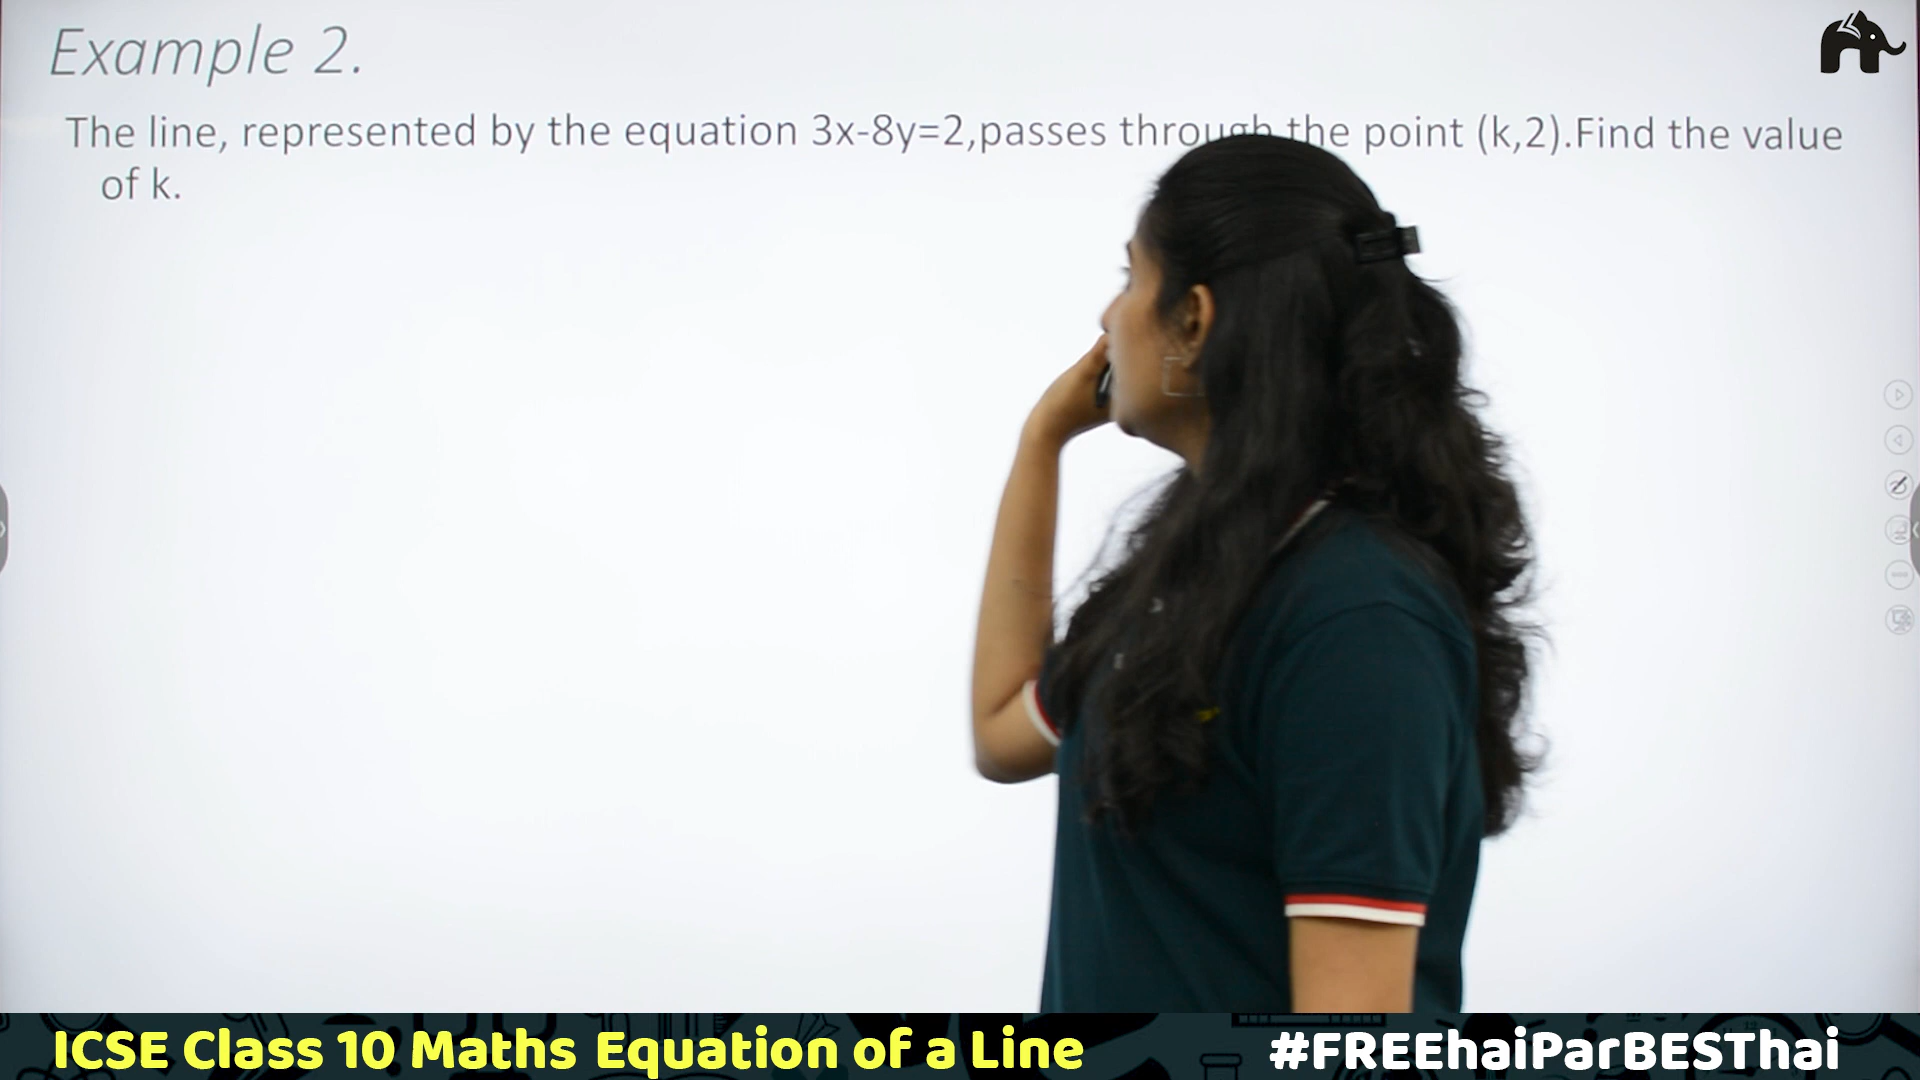 Example 2.
The line, represented by the equation 3x-8y=2,passes through the point (k,2).Find the value
of k.
ICSE Class 10 Maths Equation of a Line
#FREEhaiParBESThai